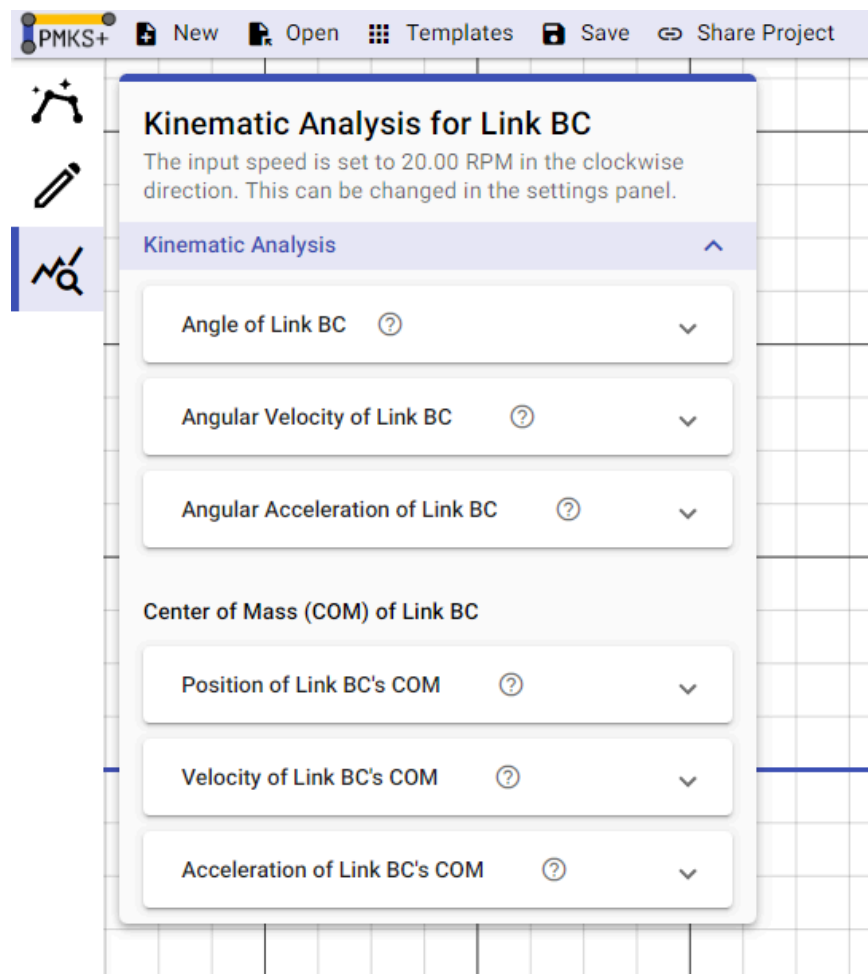 PMKS+ New Open Templates Save Share Project
Kinematic Analysis for Link BC
The input speed is set to 20.00 RPM in the clockwise
direction. This can be changed in the settings panel.
Kinematic Analysis
Angle of Link BC ?
Angular Velocity of Link BC ?
Angular Acceleration of Link BC ?
Center of Mass (COM) of Link BC
Position of Link BC's COM ?
Velocity of Link BC's COM ?
Acceleration of Link BC's COM ?